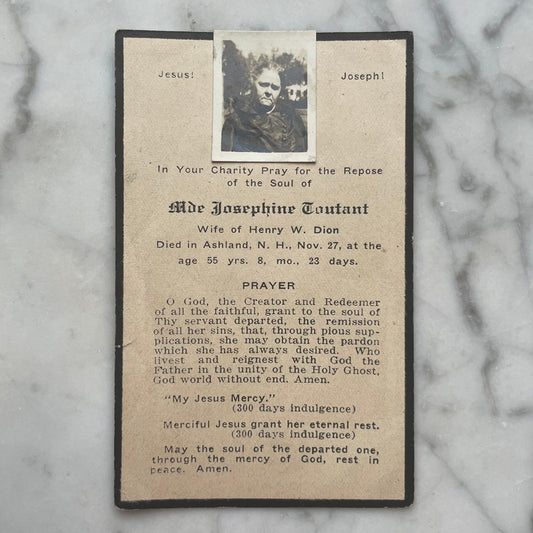 Jesus! Joseph!
In Your Charity Pray for the Repose
of the Soul of
Mde Josephine Toutant
Wife of Henry W. Dion
Died in Ashland, N. H., Nov. 27, at the
age 55 yrs. 8, mo., 23 days.
PRAYER
O God, the Creator and Redeemer
of all the faithful, grant to the soul of
Thy servant departed, the remission
of all her sins, that, through pious sup-
plications, she may obtain the pardon
which she has always desired. Who
livest and reignest with God the
Father in the unity of the Holy Ghost,
God world without end. Amen.
"My Jesus Mercy."
(300 days indulgence)
Merciful Jesus grant her eternal rest.
(300 days indulgence)
May the soul of the departed one,
through the mercy of God, rest in
peace. Amen.